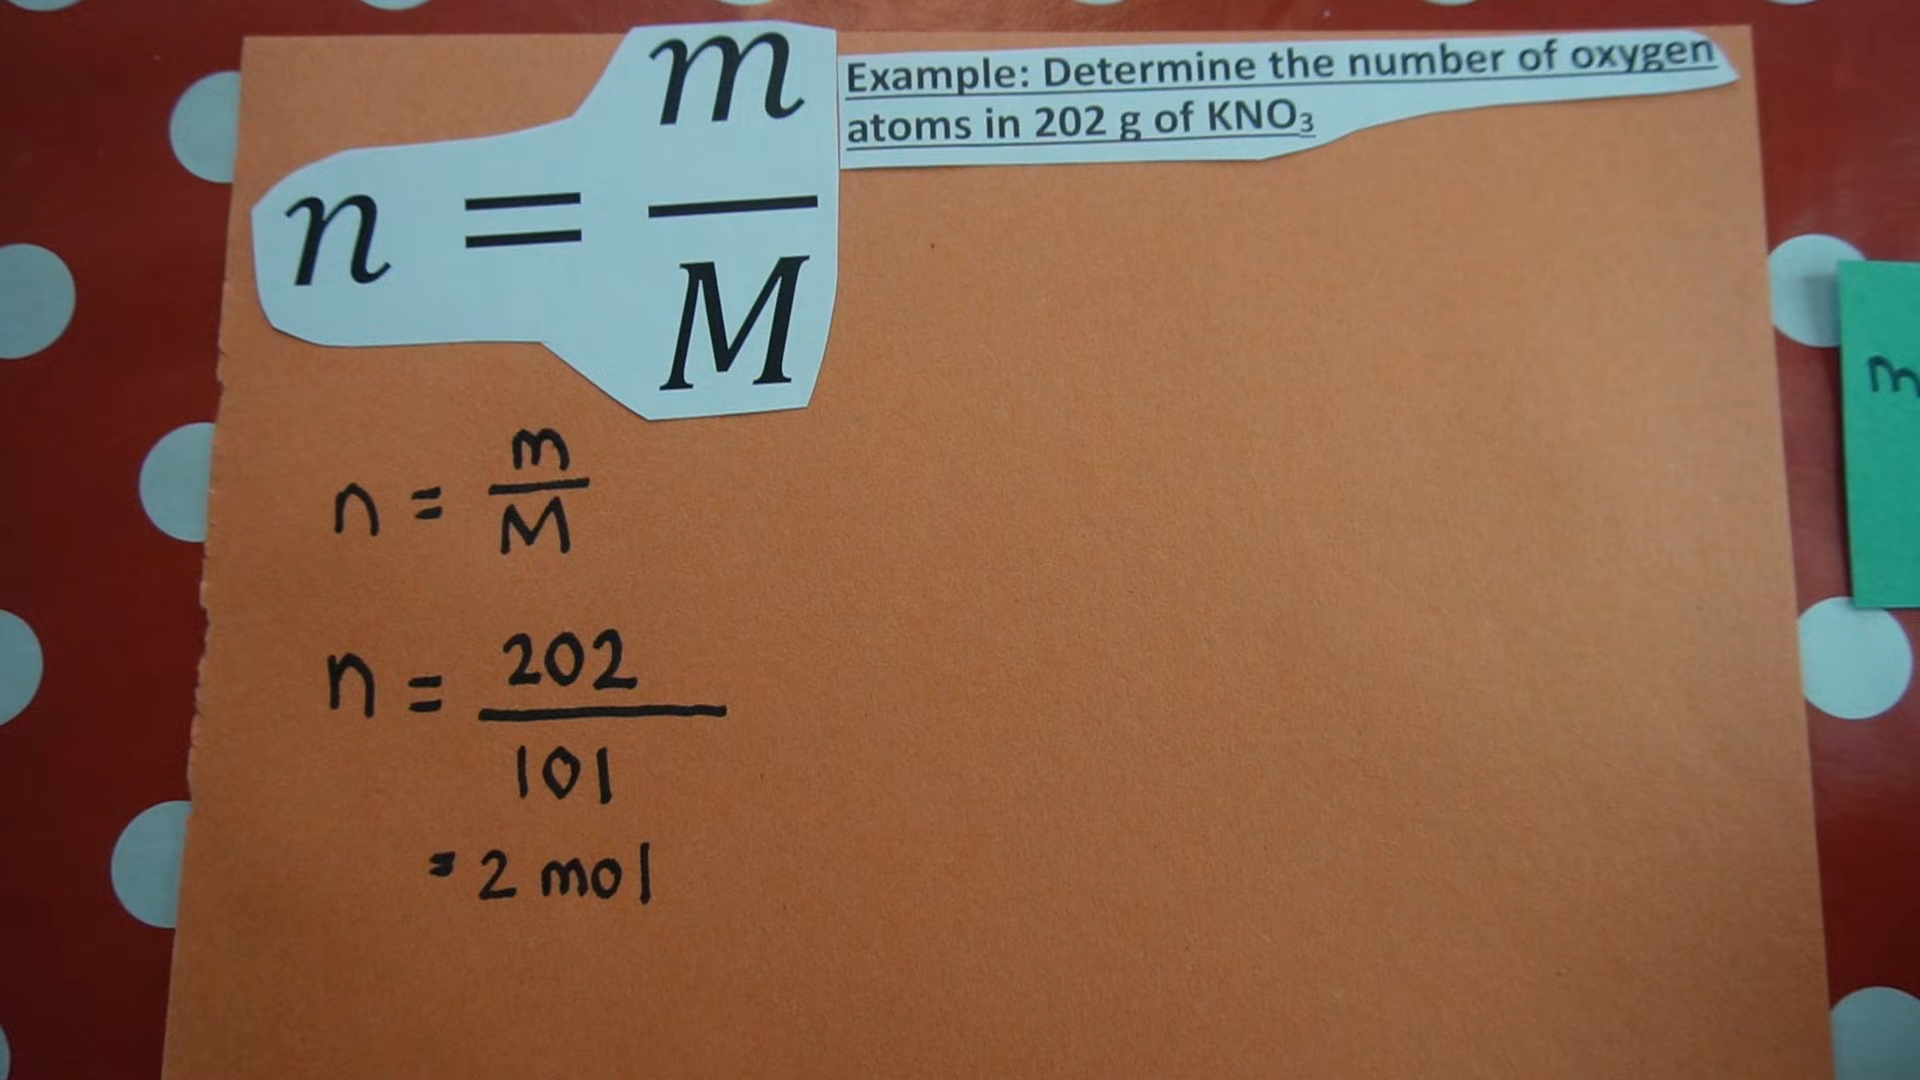 n = m/M
Example: Determine the number of oxygen
atoms in 202 g of KNO₃
n = m/M
n = 202/101
= 2 mol
m